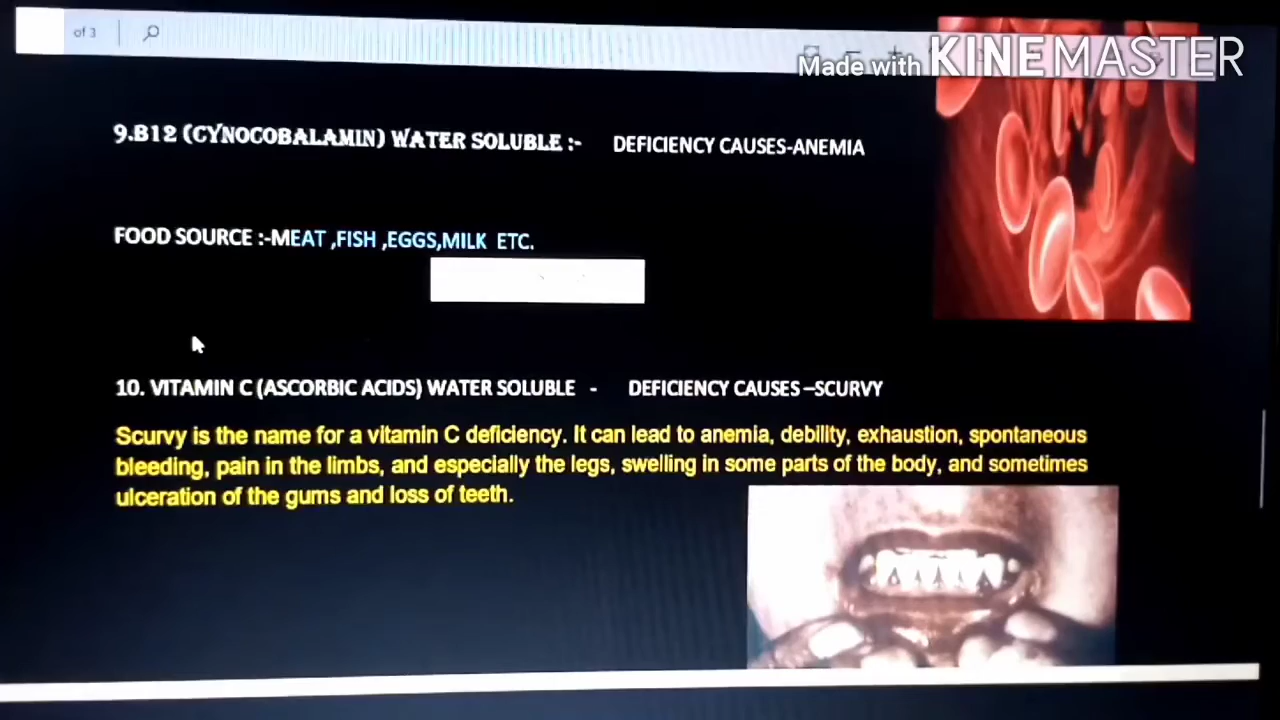 of 3
Made with KINEMASTER
9.B12 (CYNOCOBALAMIN) WATER SOLUBLE :- DEFICIENCY CAUSES-ANEMIA
FOOD SOURCE :-MEAT ,FISH ,EGGS,MILK ETC.
10. VITAMIN C (ASCORBIC ACIDS) WATER SOLUBLE - DEFICIENCY CAUSES –SCURVY
Scurvy is the name for a vitamin C deficiency. It can lead to anemia, debility, exhaustion, spontaneous
bleeding, pain in the limbs, and especially the legs, swelling in some parts of the body, and sometimes
ulceration of the gums and loss of teeth.